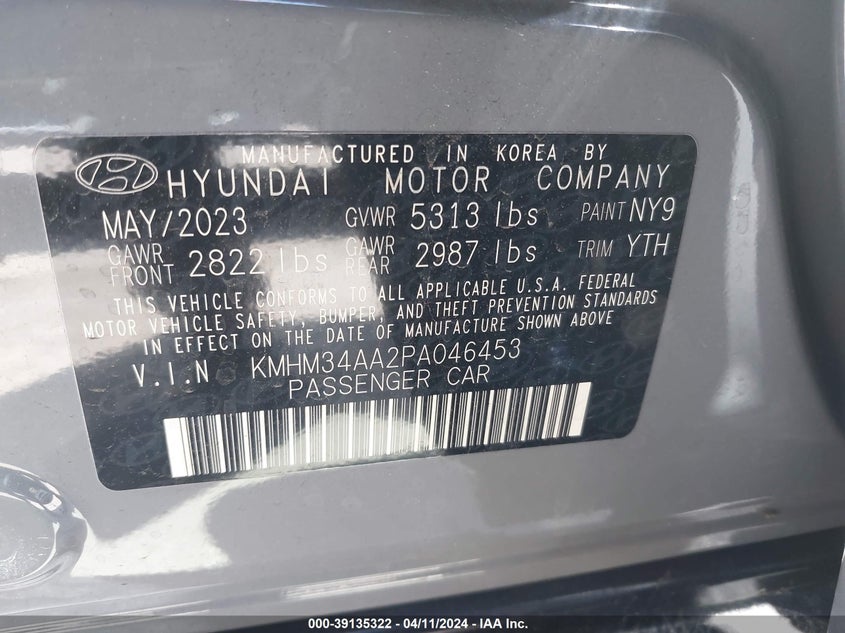 MANUFACTURED IN KOREA BY
HYUNDAI MOTOR COMPANY
MAY/2023 GVWR 5313 lbs PAINT NY9
GAWR FRONT 2822 lbs GAWR REAR 2987 lbs TRIM YTH
THIS VEHICLE CONFORMS TO ALL APPLICABLE U.S.A. FEDERAL
MOTOR VEHICLE SAFETY, BUMPER, AND THEFT PREVENTION STANDARDS
IN EFFECT ON THE DATE OF MANUFACTURE SHOWN ABOVE
V.I.N KMHM34AA2PA046453
PASSENGER CAR
000-39135322 - 04/11/2024 - IAA Inc.